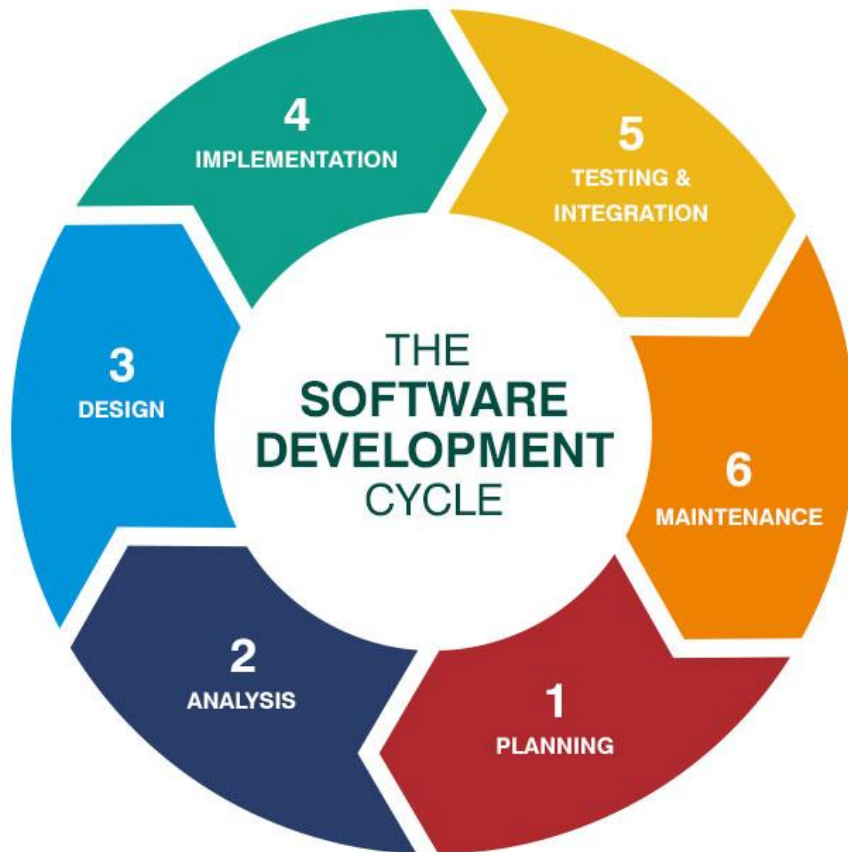 THE
SOFTWARE
DEVELOPMENT
CYCLE
1
PLANNING
2
ANALYSIS
3
DESIGN
4
IMPLEMENTATION
5
TESTING &
INTEGRATION
6
MAINTENANCE